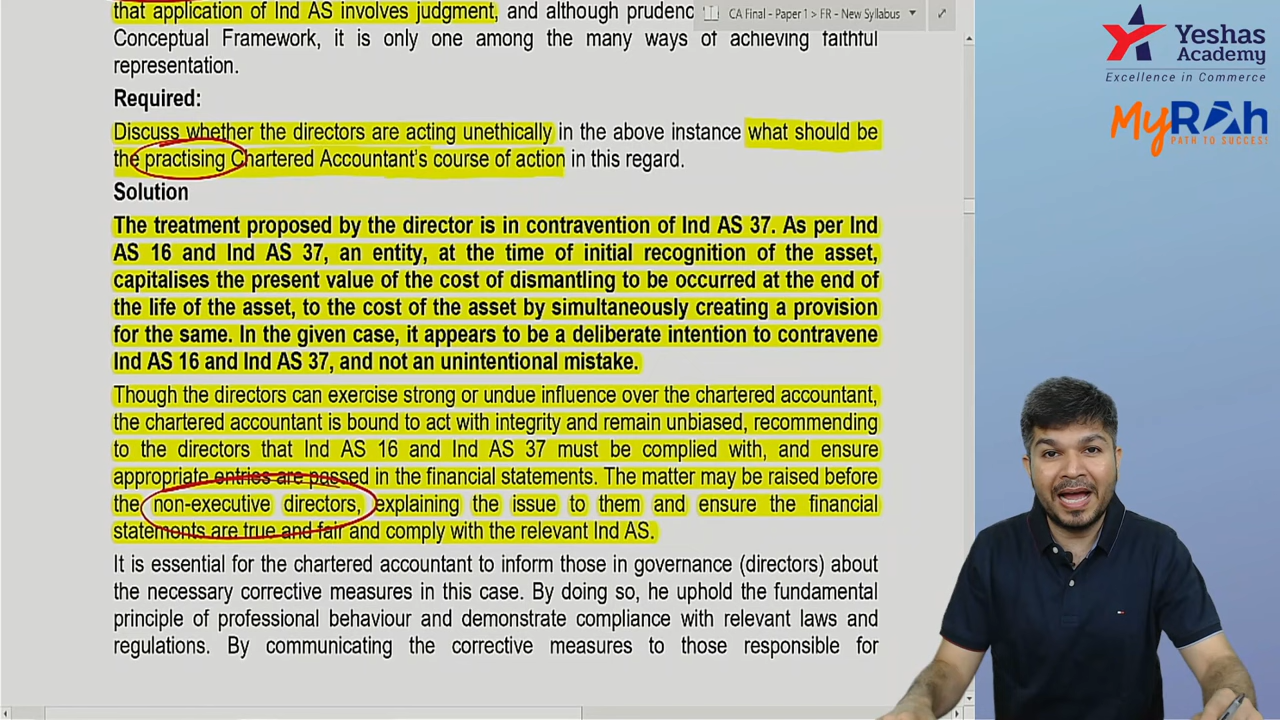 that application of Ind AS involves judgment, and although
CA Final - Paper 1 > FR - New Syllabus
Conceptual Framework, it is only one among the many ways of achieving faithful
representation.
Required:
Discuss whether the directors are acting unethically in the above instance what should be
the practising Chartered Accountant's course of action in this regard.
Solution
The treatment proposed by the director is in contravention of Ind AS 37. As per Ind
AS 16 and Ind AS 37, an entity, at the time of initial recognition of the asset,
capitalises the present value of the cost of dismantling to be occurred at the end of
the life of the asset, to the cost of the asset by simultaneously creating a provision
for the same. In the given case, it appears to be a deliberate intention to contravene
Ind AS 16 and Ind AS 37, and not an unintentional mistake.
Though the directors can exercise strong or undue influence over the chartered accountant,
the chartered accountant is bound to act with integrity and remain unbiased, recommending
to the directors that Ind AS 16 and Ind AS 37 must be complied with, and ensure
appropriate entries are passed in the financial statements. The matter may be raised before
the non-executive directors, explaining the issue to them and ensure the financial
statements are true and fair and comply with the relevant Ind AS.
It is essential for the chartered accountant to inform those in governance (directors) about
the necessary corrective measures in this case. By doing so, he uphold the fundamental
principle of professional behaviour and demonstrate compliance with relevant laws and
regulations. By communicating the corrective measures to those responsible for
Yeshas
Academy
Excellence in Commerce
MyRAh
PATH TO SUCCESS!